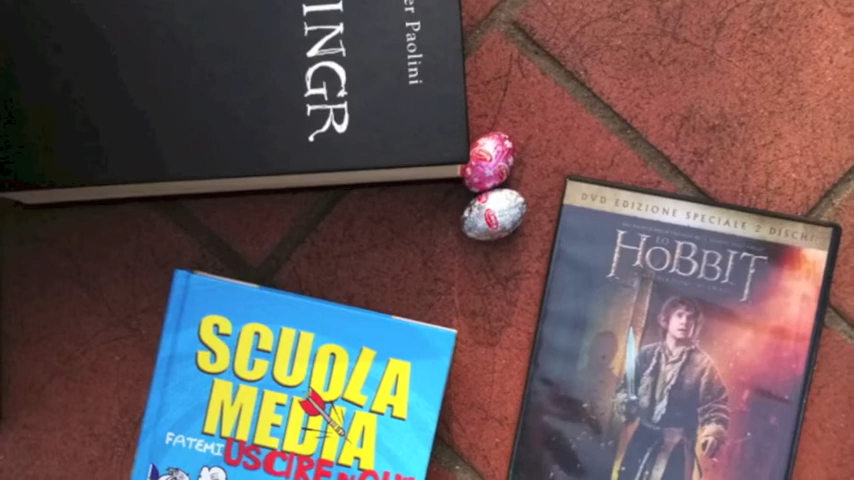 er Paolini
INGR
DVD EDIZIONE SPECIALE 2 DISCHI
LO
HOBBIT
SCUOLA
MEDIA
FATEMI USCIRE